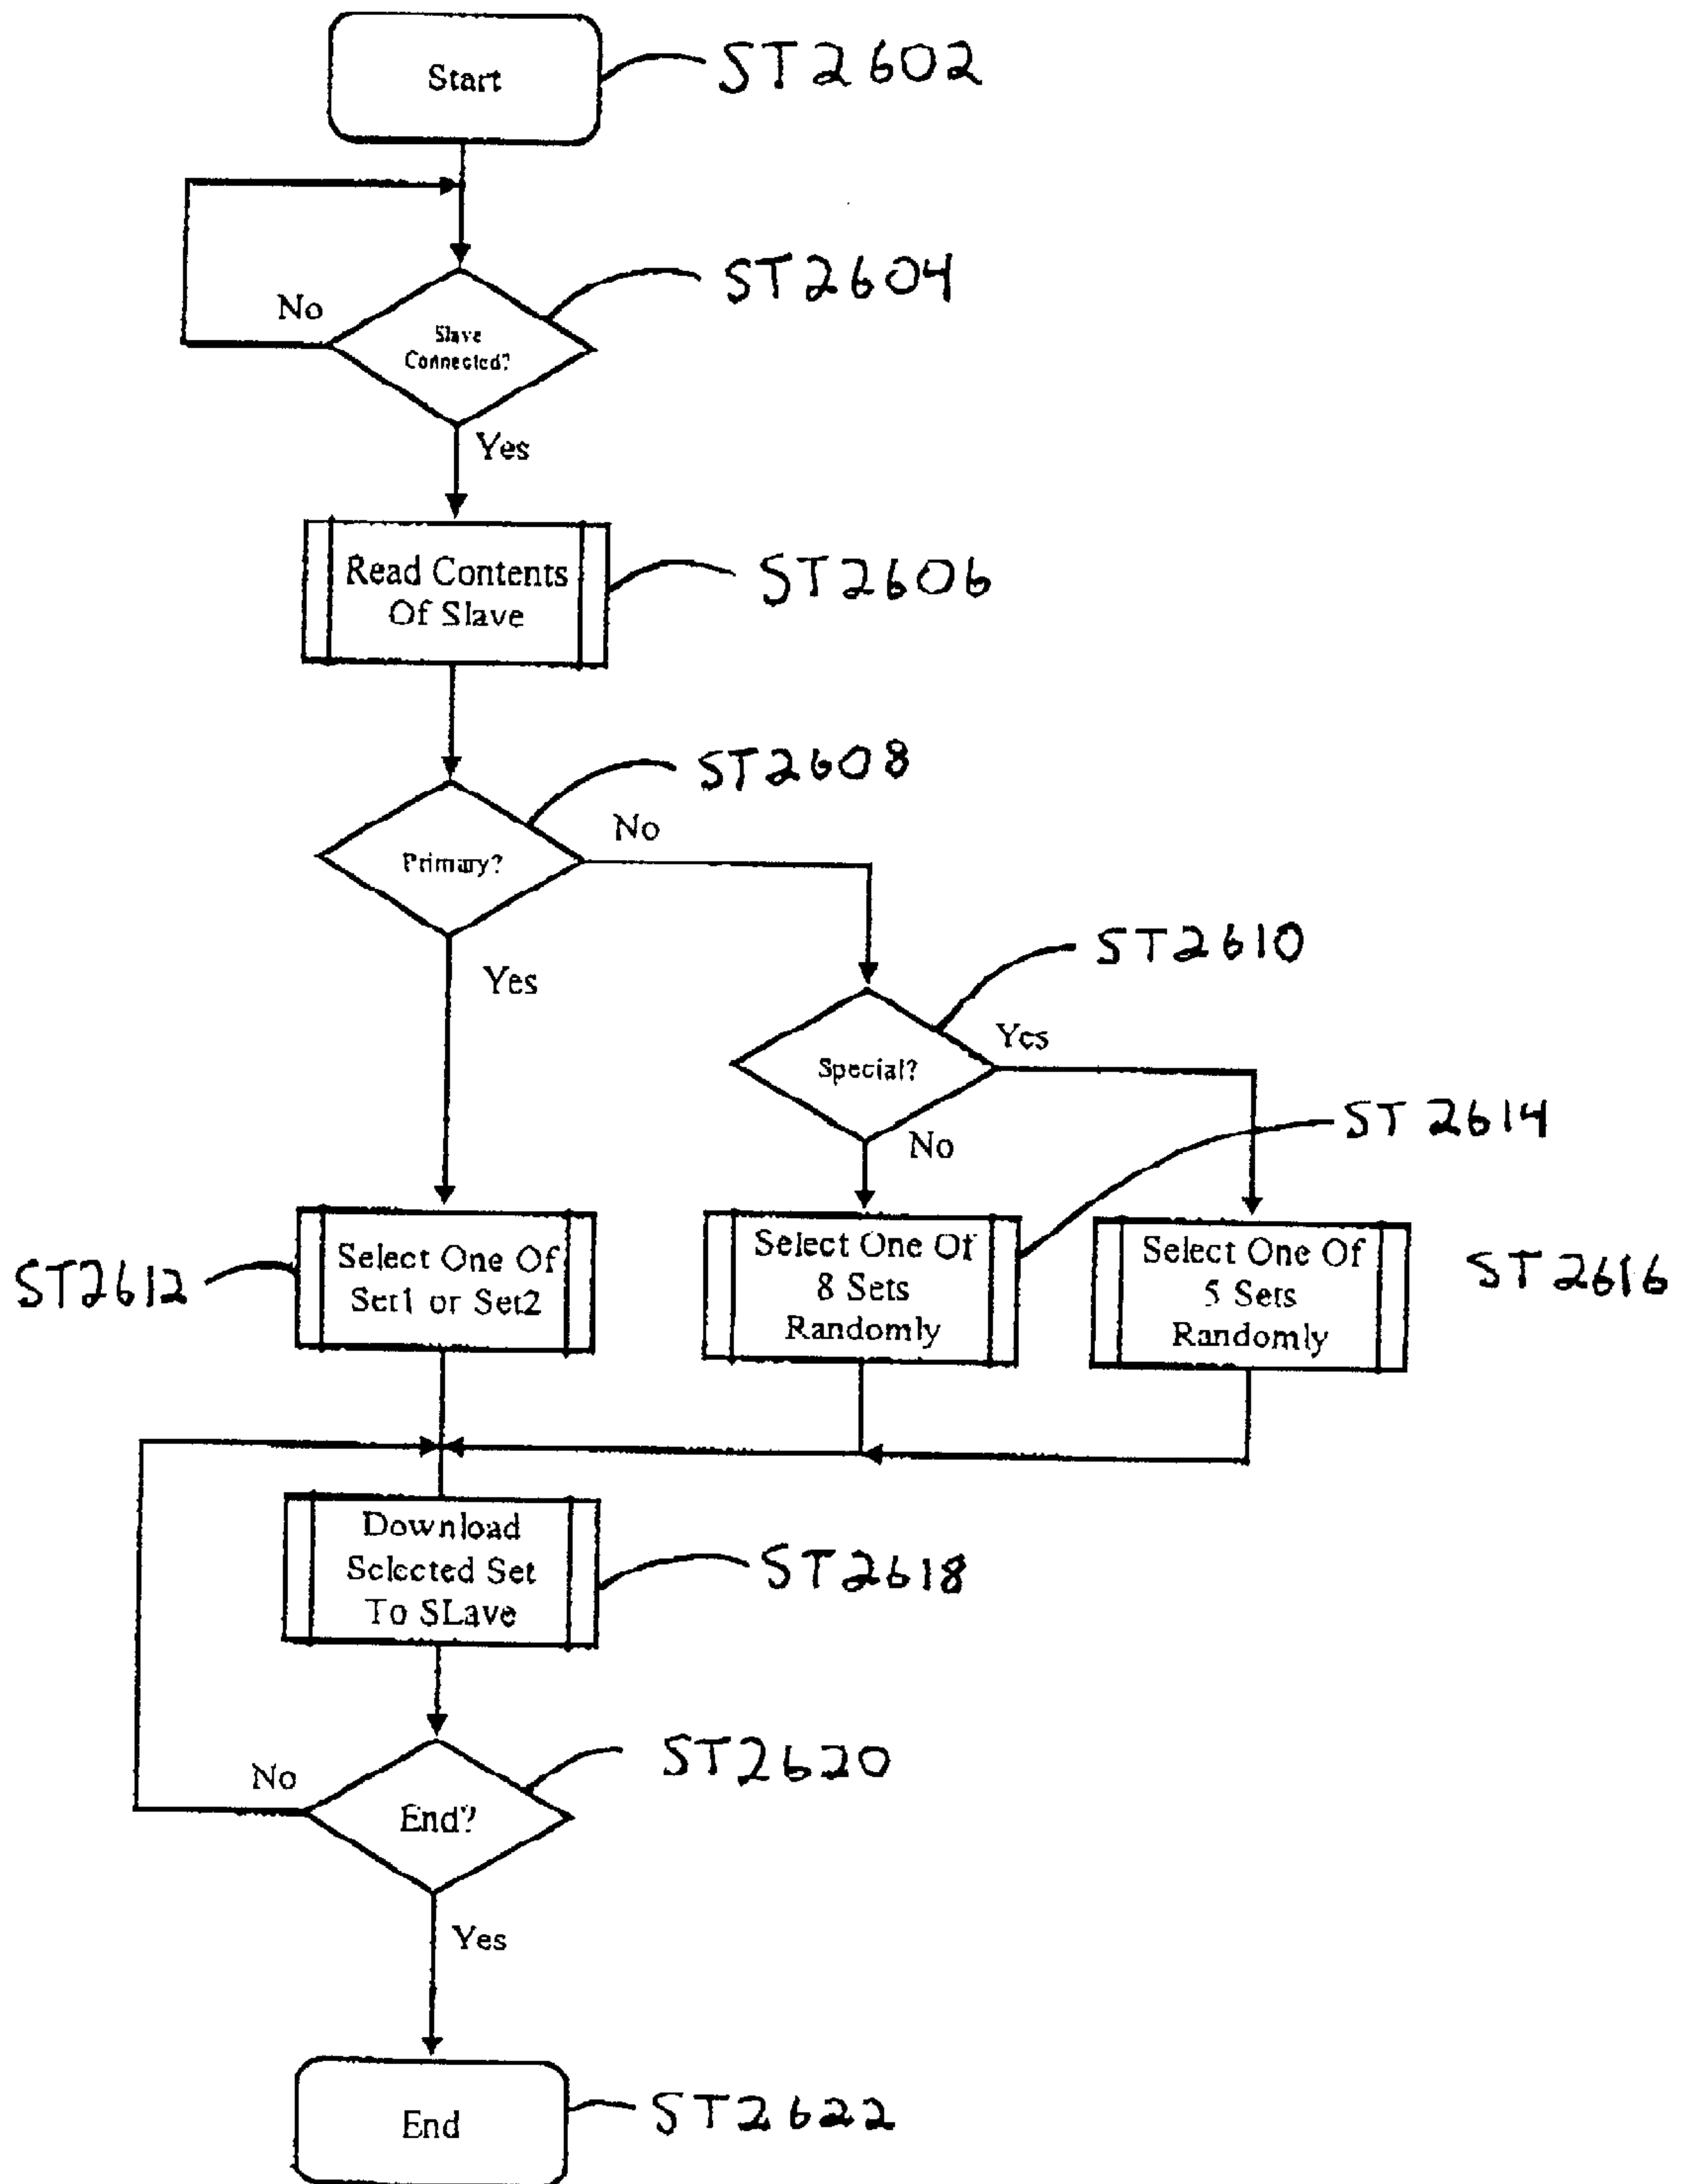 Start
ST2602
No
ST2604
Slave
Connected?
Yes
Read Contents
Of Slave
ST2606
ST2608
No
Primary?
Yes
ST2610
Yes
Special?
No
ST2614
Select One Of
Set1 or Set2
ST2612
Select One Of
8 Sets
Randomly
Select One Of
5 Sets
Randomly
ST2616
Download
Selected Set
To SLave
ST2618
ST2620
No
End?
Yes
End
ST2622